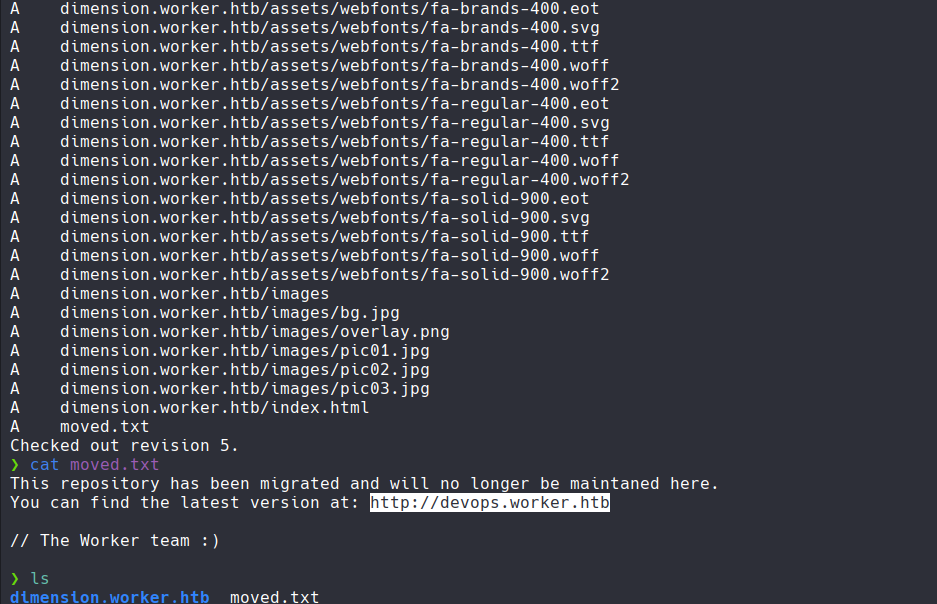 A    dimension.worker.htb/assets/webfonts/fa-brands-400.eot
A    dimension.worker.htb/assets/webfonts/fa-brands-400.svg
A    dimension.worker.htb/assets/webfonts/fa-brands-400.ttf
A    dimension.worker.htb/assets/webfonts/fa-brands-400.woff
A    dimension.worker.htb/assets/webfonts/fa-brands-400.woff2
A    dimension.worker.htb/assets/webfonts/fa-regular-400.eot
A    dimension.worker.htb/assets/webfonts/fa-regular-400.svg
A    dimension.worker.htb/assets/webfonts/fa-regular-400.ttf
A    dimension.worker.htb/assets/webfonts/fa-regular-400.woff
A    dimension.worker.htb/assets/webfonts/fa-regular-400.woff2
A    dimension.worker.htb/assets/webfonts/fa-solid-900.eot
A    dimension.worker.htb/assets/webfonts/fa-solid-900.svg
A    dimension.worker.htb/assets/webfonts/fa-solid-900.ttf
A    dimension.worker.htb/assets/webfonts/fa-solid-900.woff
A    dimension.worker.htb/assets/webfonts/fa-solid-900.woff2
A    dimension.worker.htb/images
A    dimension.worker.htb/images/bg.jpg
A    dimension.worker.htb/images/overlay.png
A    dimension.worker.htb/images/pic01.jpg
A    dimension.worker.htb/images/pic02.jpg
A    dimension.worker.htb/images/pic03.jpg
A    dimension.worker.htb/index.html
A    moved.txt
Checked out revision 5.
❯ cat moved.txt
This repository has been migrated and will no longer be maintaned here.
You can find the latest version at: http://devops.worker.htb
// The Worker team :)
❯ ls
dimension.worker.htb  moved.txt